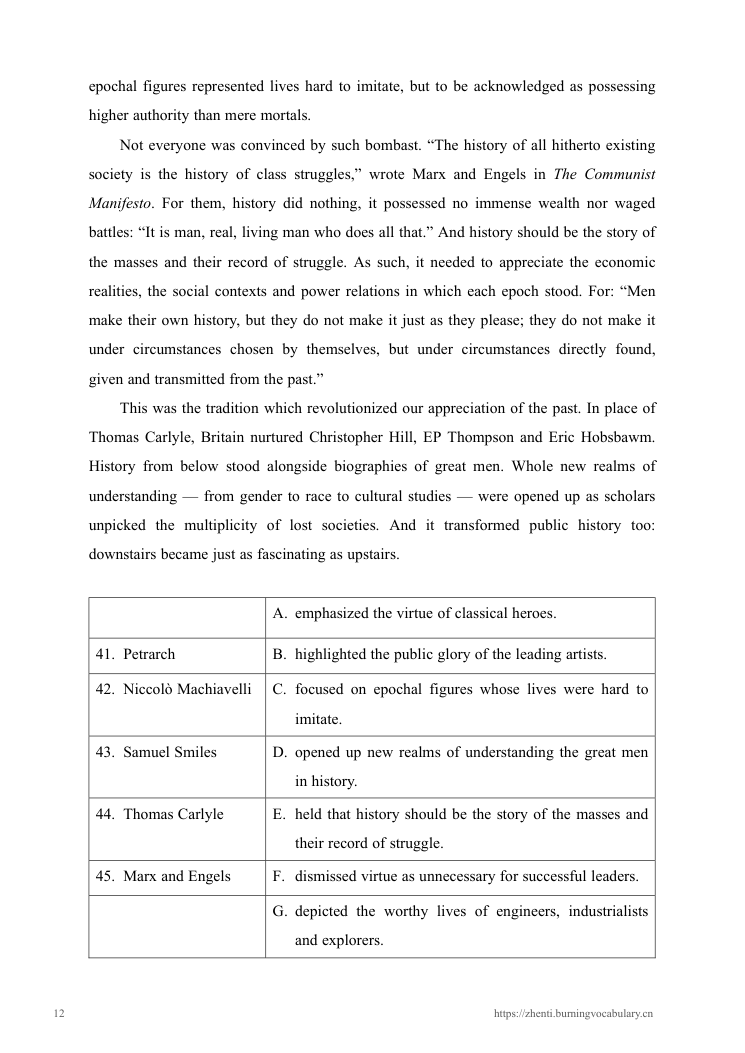 epochal figures represented lives hard to imitate, but to be acknowledged as possessing
higher authority than mere mortals.
Not everyone was convinced by such bombast. “The history of all hitherto existing
society is the history of class struggles,” wrote Marx and Engels in The Communist
Manifesto. For them, history did nothing, it possessed no immense wealth nor waged
battles: “It is man, real, living man who does all that.” And history should be the story of
the masses and their record of struggle. As such, it needed to appreciate the economic
realities, the social contexts and power relations in which each epoch stood. For: “Men
make their own history, but they do not make it just as they please; they do not make it
under circumstances chosen by themselves, but under circumstances directly found,
given and transmitted from the past.”
This was the tradition which revolutionized our appreciation of the past. In place of
Thomas Carlyle, Britain nurtured Christopher Hill, EP Thompson and Eric Hobsbawm.
History from below stood alongside biographies of great men. Whole new realms of
understanding — from gender to race to cultural studies — were opened up as scholars
unpicked the multiplicity of lost societies. And it transformed public history too:
downstairs became just as fascinating as upstairs.
A. emphasized the virtue of classical heroes.
41. Petrarch
B. highlighted the public glory of the leading artists.
42. Niccolò Machiavelli
C. focused on epochal figures whose lives were hard to
imitate.
43. Samuel Smiles
D. opened up new realms of understanding the great men
in history.
44. Thomas Carlyle
E. held that history should be the story of the masses and
their record of struggle.
45. Marx and Engels
F. dismissed virtue as unnecessary for successful leaders.
G. depicted the worthy lives of engineers, industrialists
and explorers.
12
https://zhenti.burningvocabulary.cn